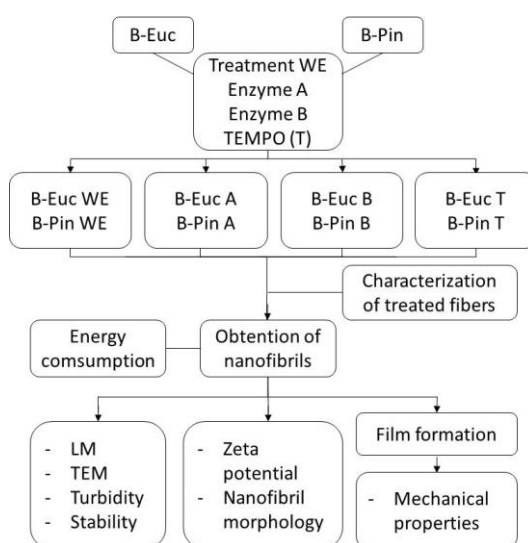 B-Euc
B-Pin
Treatment WE
Enzyme A
Enzyme B
TEMPO (T)
B-Euc WE
B-Pin WE
B-Euc A
B-Pin A
B-Euc B
B-Pin B
B-Euc T
B-Pin T
Characterization
of treated fibers
Energy
comsumption
Obtention of
nanofibrils
- LM
- TEM
- Turbidity
- Stability
- Zeta
potential
- Nanofibril
morphology
Film formation
- Mechanical
properties